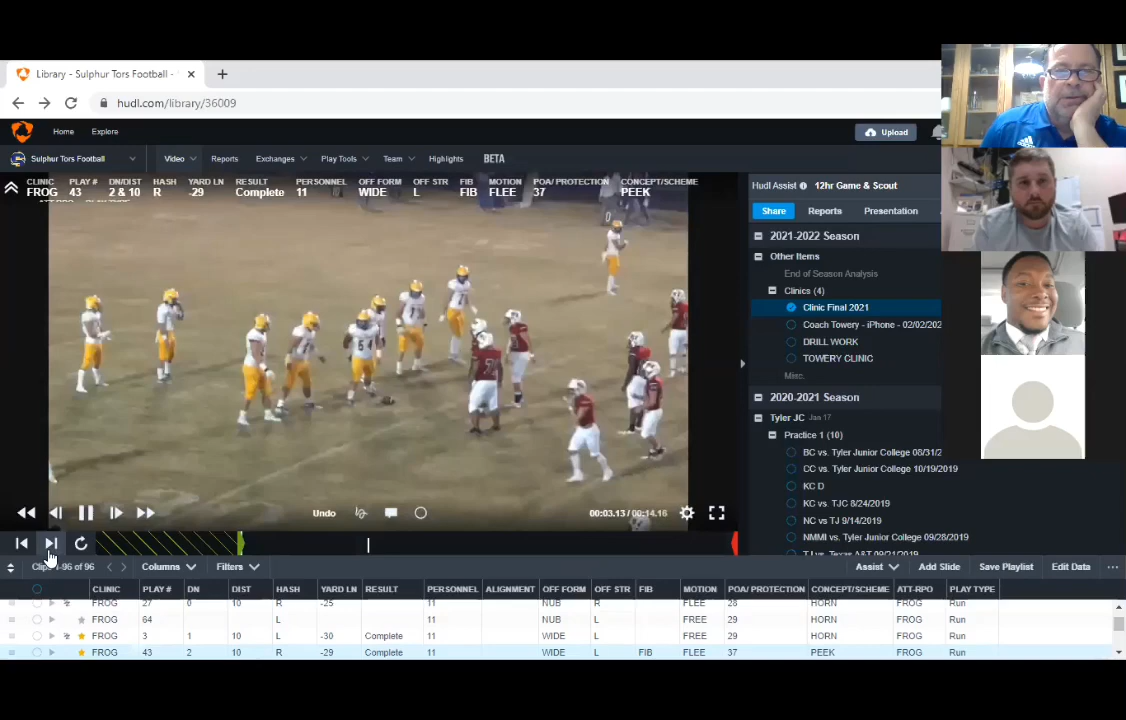 Library - Sulphur Tors Football -
hudl.com/library/36009
Home Explore Upload
Sulphur Tors Football Video Reports Exchanges Play Tools Team Highlights BETA
CLINIC PLAY # DN/DIST HASH YARD LN RESULT PERSONNEL OFF FORM OFF STR FIB MOTION POA/ PROTECTION CONCEPT/SCHEME
FROG 43 2 & 10 R -29 Complete 11 WIDE L FIB FLEE 37 PEEK
Hudl Assist 12hr Game & Scout
Share Reports Presentation
2021-2022 Season
Other Items
End of Season Analysis
Clinics (4)
Clinic Final 2021
Coach Towery - iPhone - 02/02/202
DRILL WORK
TOWERY CLINIC
Misc.
2020-2021 Season
Tyler JC Jan 17
Practice 1 (10)
BC vs. Tyler Junior College 08/31/2
CC vs. Tyler Junior College 10/19/2019
KC D
KC vs. TJC 8/24/2019
NC vs TJ 9/14/2019
NMMI vs Tyler Junior College 09/28/2019
TJ vs. Texas A&T 09/21/2019
64
Undo 00:03.13 / 00:14.16
Clips 1-96 of 96 Columns Filters Assist Add Slide Save Playlist Edit Data
CLINIC PLAY # DN DIST HASH YARD LN RESULT PERSONNEL ALIGNMENT OFF FORM OFF STR FIB MOTION POA/ PROTECTION CONCEPT/SCHEME ATT-RPO PLAY TYPE
FROG 27 0 10 R -25 11 NUB R FLEE 28 HORN FROG Run
FROG 64 L 11 NUB L FREE 29 HORN FROG Run
FROG 3 1 10 L -30 Complete 11 WIDE L FREE 29 HORN FROG Run
FROG 43 2 10 R -29 Complete 11 WIDE L FIB FLEE 37 PEEK FROG Run